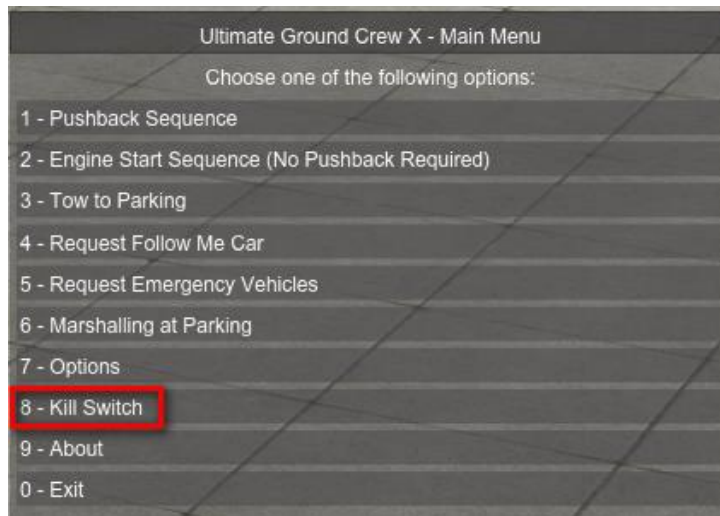 Ultimate Ground Crew X - Main Menu
Choose one of the following options:
1 - Pushback Sequence
2 - Engine Start Sequence (No Pushback Required)
3 - Tow to Parking
4 - Request Follow Me Car
5 - Request Emergency Vehicles
6 - Marshalling at Parking
7 - Options
8 - Kill Switch
9 - About
0 - Exit